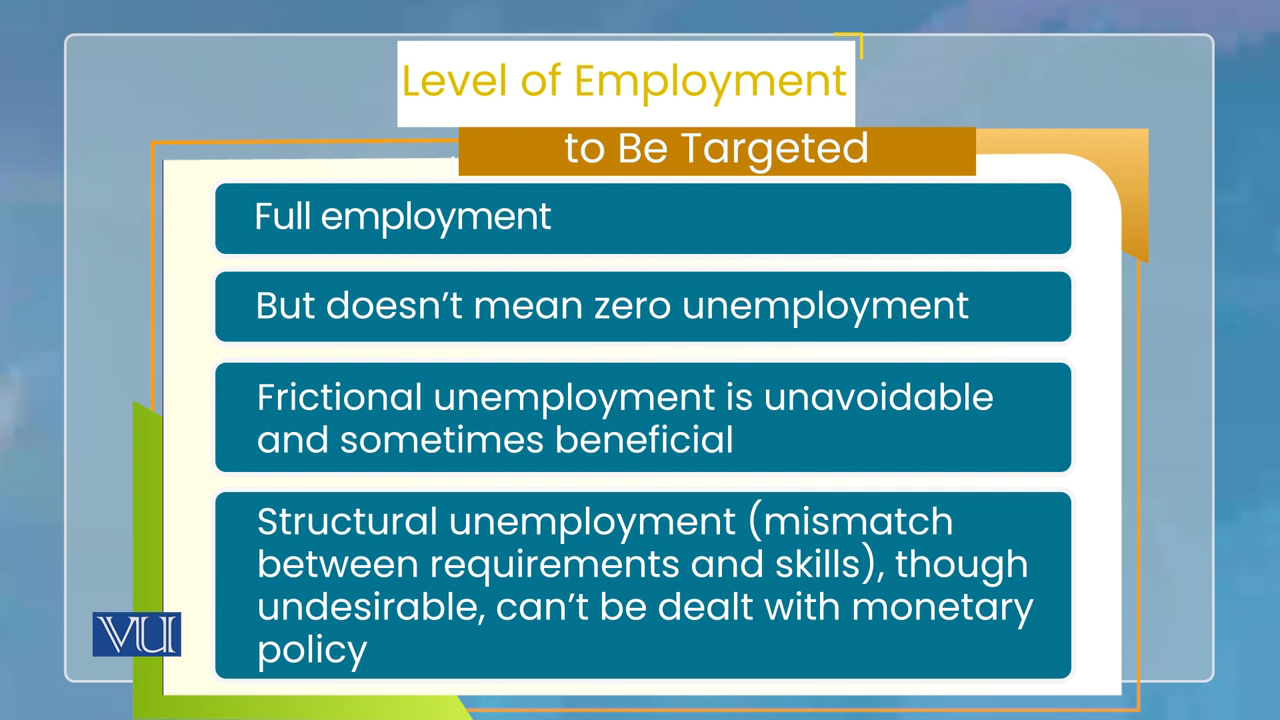 Level of Employment
to Be Targeted
Full employment
But doesn’t mean zero unemployment
Frictional unemployment is unavoidable
and sometimes beneficial
Structural unemployment (mismatch
between requirements and skills), though
undesirable, can’t be dealt with monetary
policy
VU